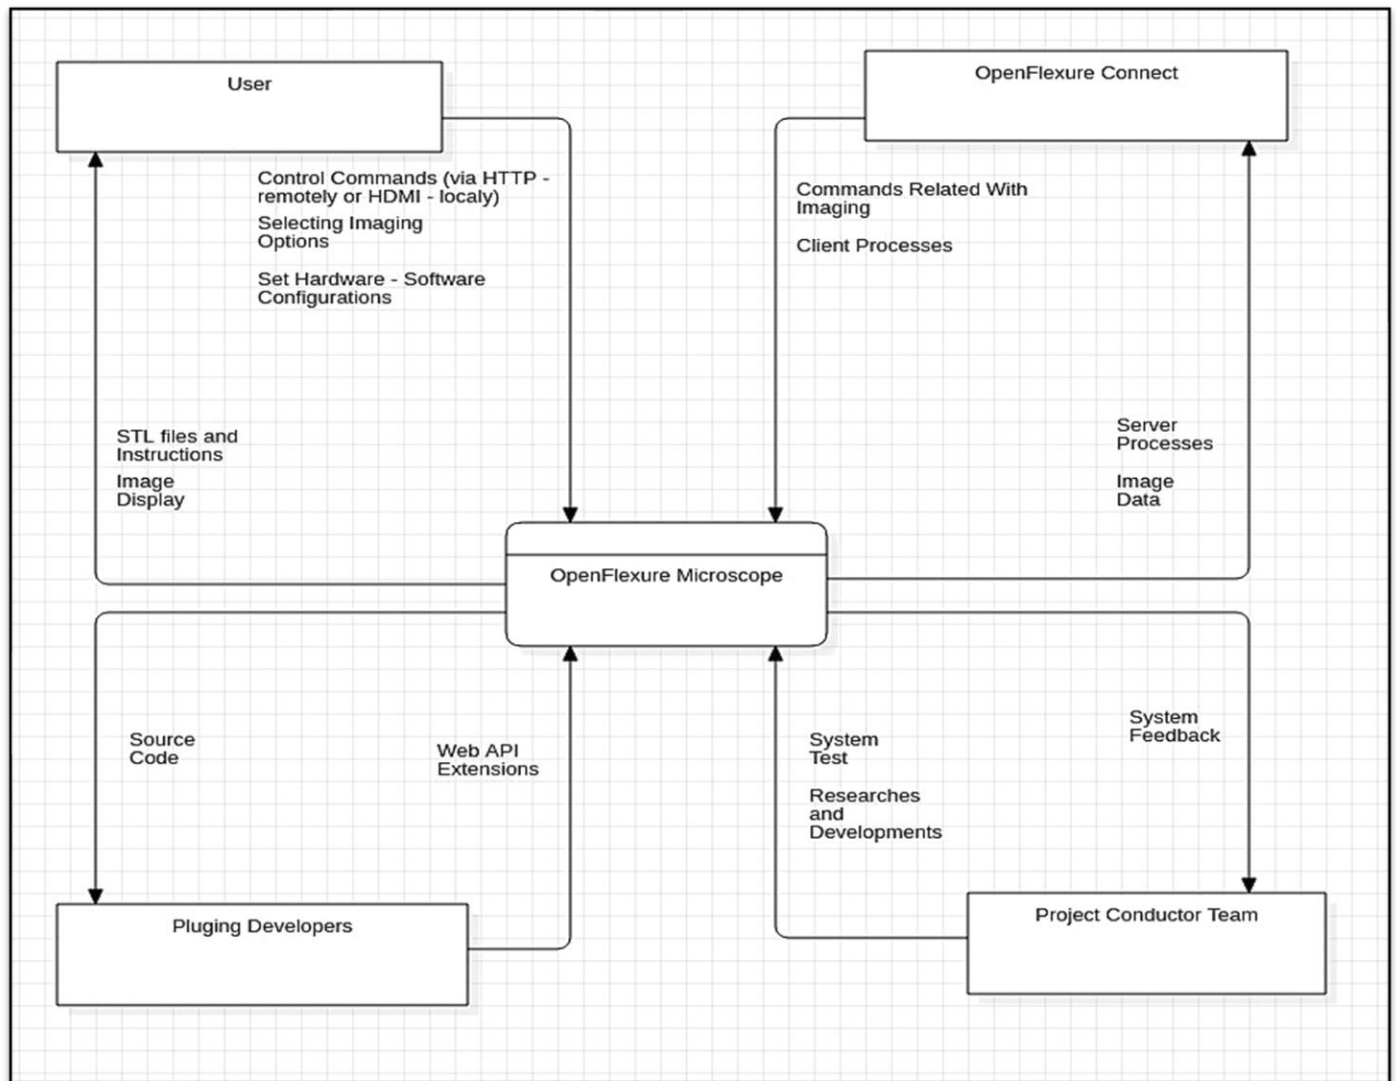 User
OpenFlexure Connect
Control Commands (via HTTP -
remotely or HDMI - localy)
Selecting Imaging
Options
Set Hardware - Software
Configurations
Commands Related With
Imaging
Client Processes
STL files and
Instructions
Image
Display
Server
Processes
Image
Data
OpenFlexure Microscope
Source
Code
Web API
Extensions
System
Test
Researches
and
Developments
System
Feedback
Pluging Developers
Project Conductor Team